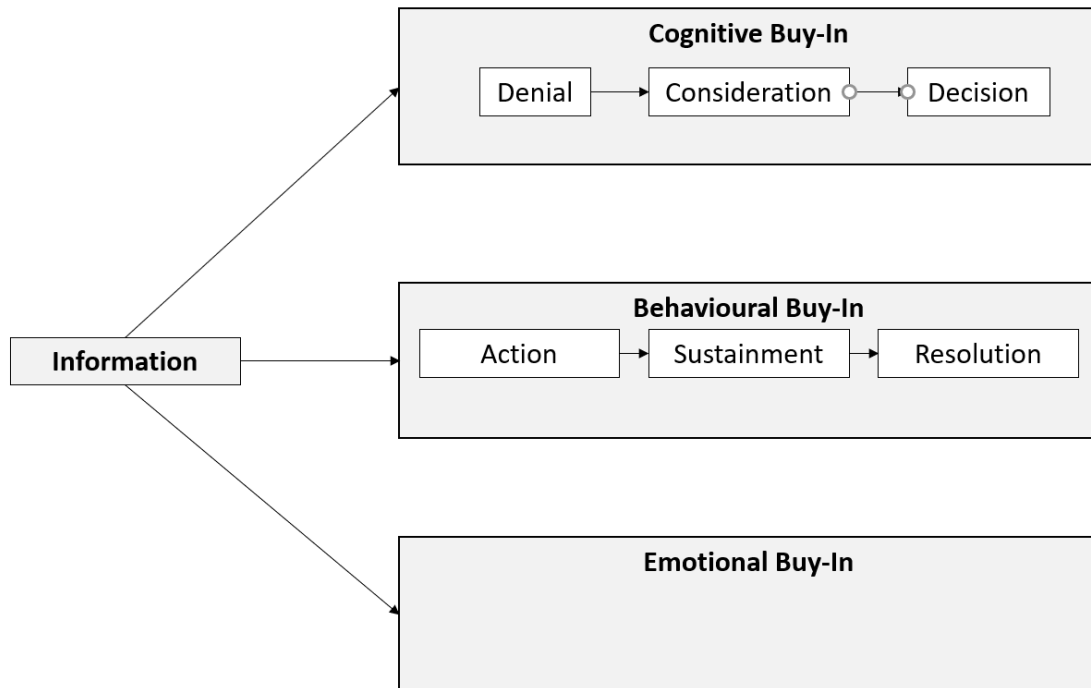 Cognitive Buy-In
Denial
Consideration
Decision
Behavioural Buy-In
Information
Action
Sustainment
Resolution
Emotional Buy-In